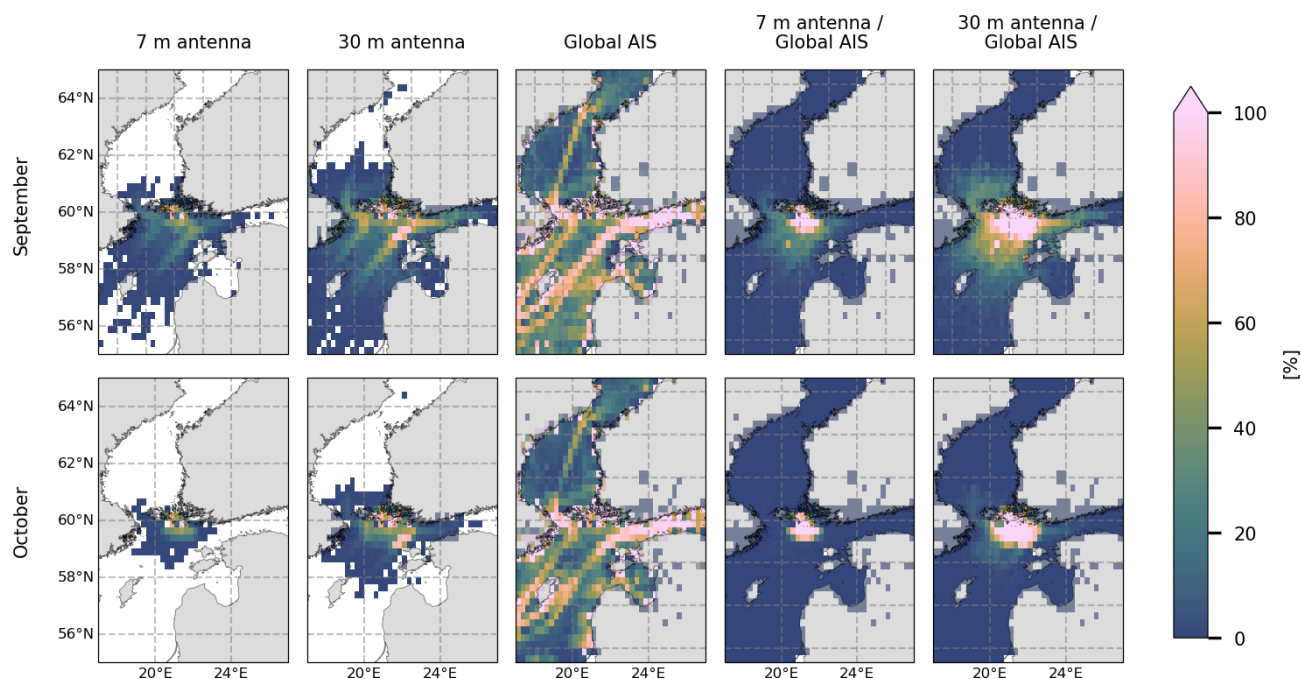 7 m antenna
30 m antenna
Global AIS
7 m antenna /
Global AIS
30 m antenna /
Global AIS
September
64°N
62°N
60°N
58°N
56°N
October
64°N
62°N
60°N
58°N
56°N
20°E 24°E
20°E 24°E
20°E 24°E
20°E 24°E
20°E 24°E
100
80
60
40
20
0
[%]